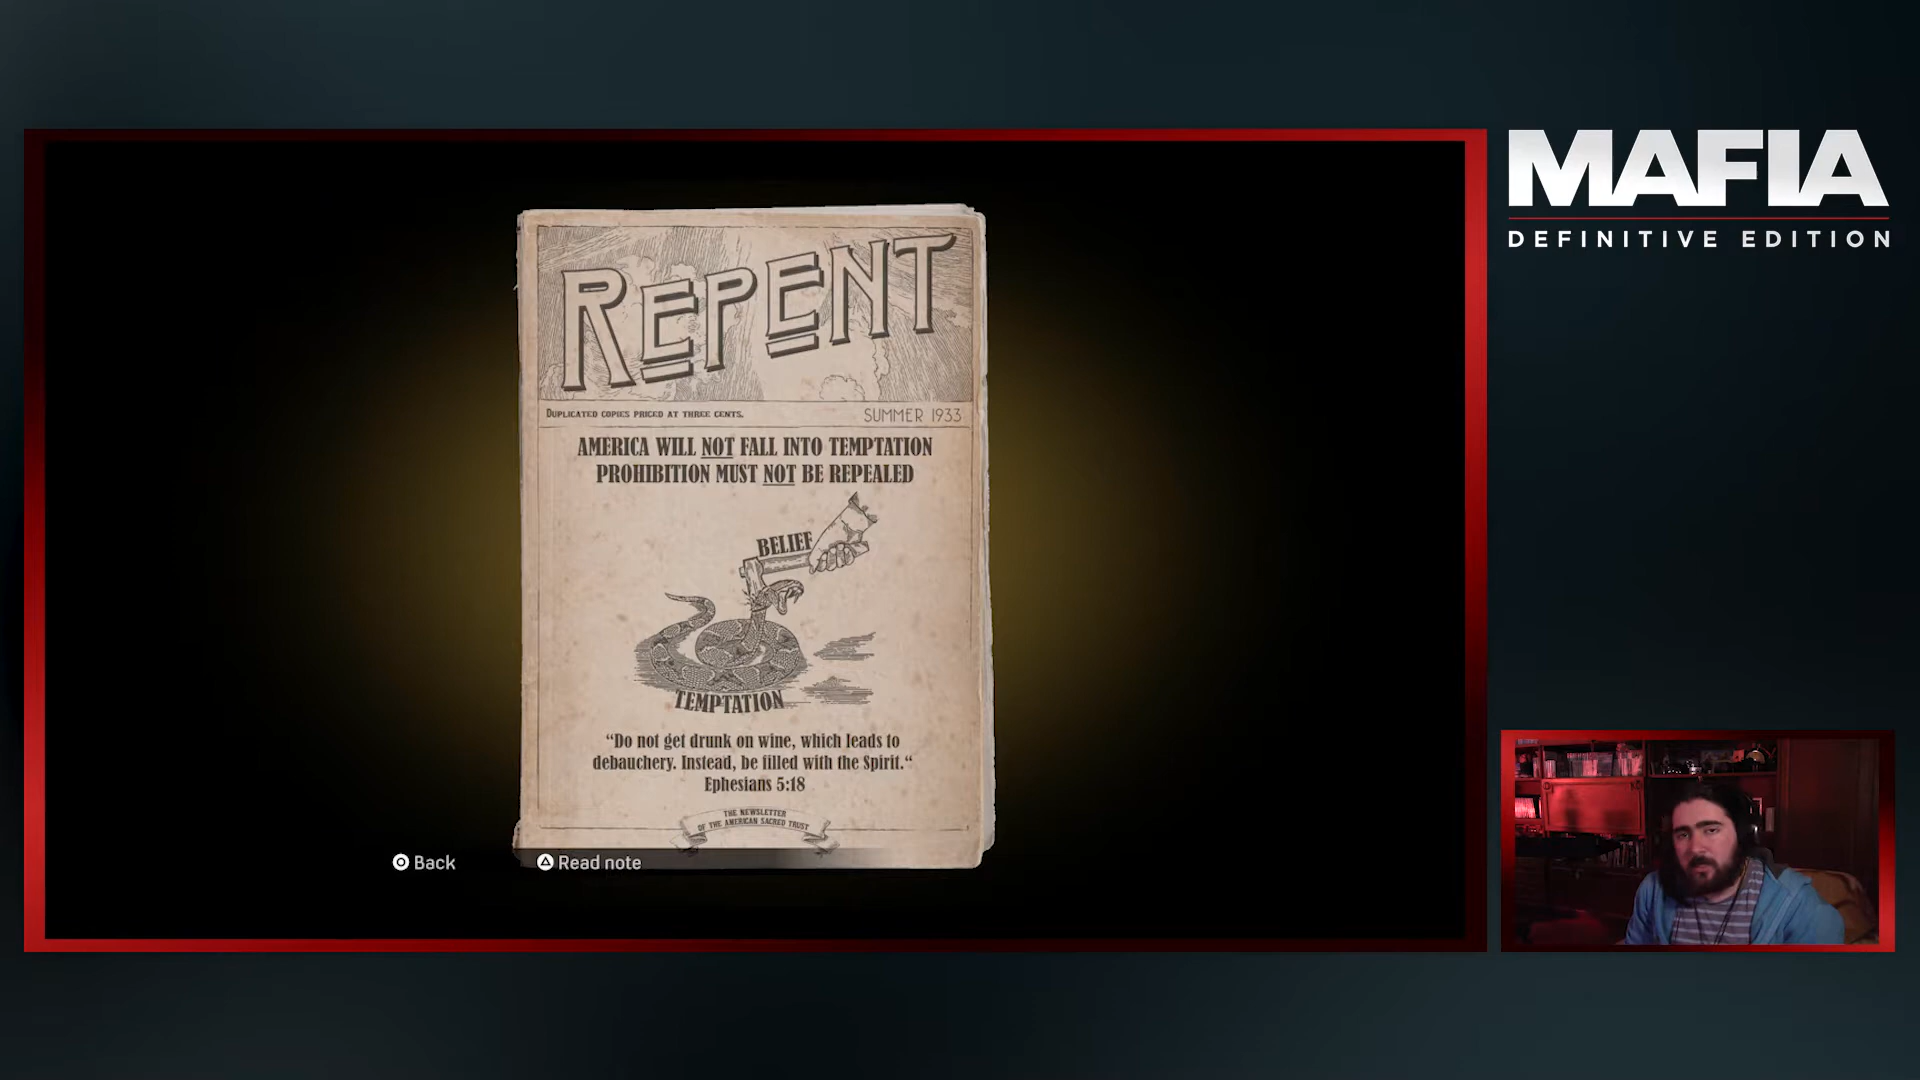 MAFIA
DEFINITIVE EDITION
REPENT
DUPLICATED COPIES PRICED AT THREE CENTS.
SUMMER 1933
AMERICA WILL NOT FALL INTO TEMPTATION
PROHIBITION MUST NOT BE REPEALED
BELIEF
TEMPTATION
“Do not get drunk on wine, which leads to
debauchery. Instead, be filled with the Spirit.“
Ephesians 5:18
THE NEWSLETTER
OF THE AMERICAN SACRED TRUST
Back
Read note